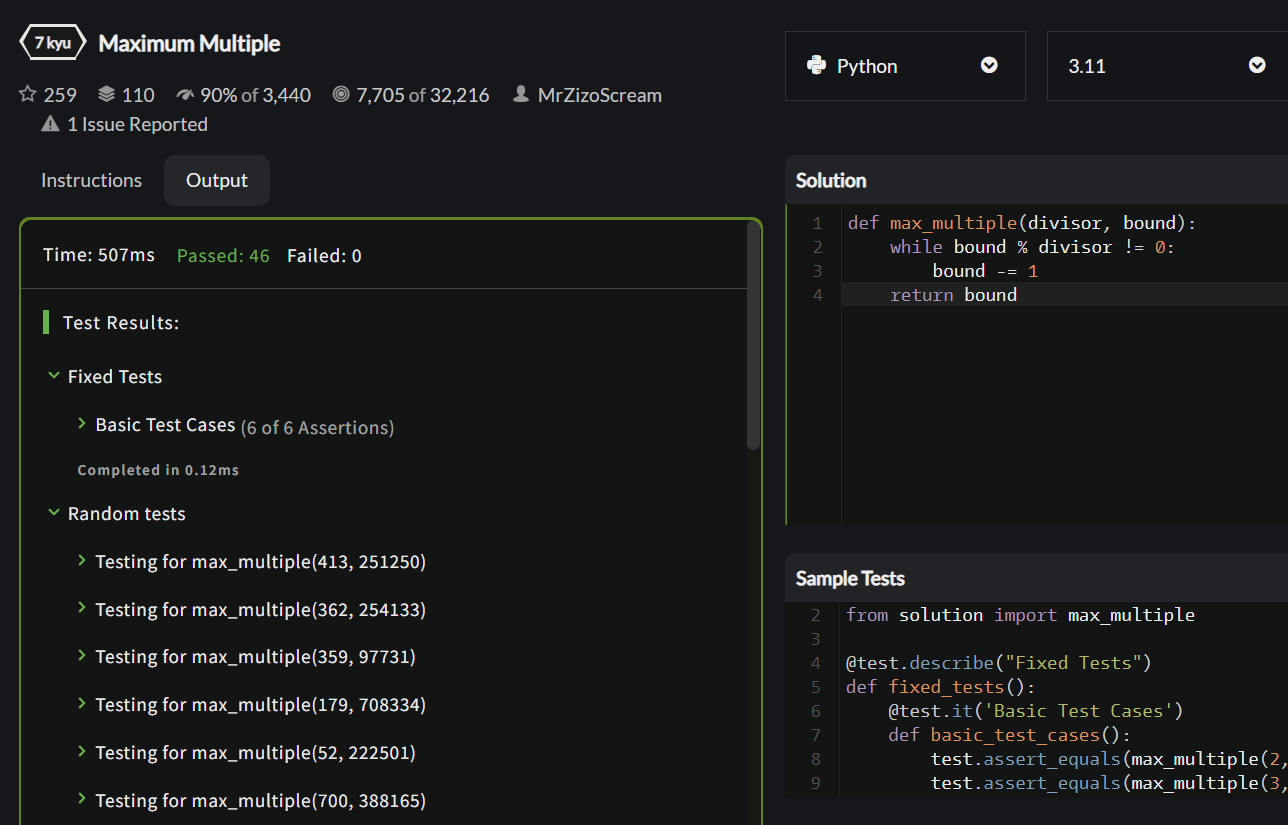 7 kyu Maximum Multiple
259 110 90% of 3,440 7,705 of 32,216 MrZizoScream
1 Issue Reported
Instructions Output
Time: 507ms Passed: 46 Failed: 0
Test Results:
Fixed Tests
Basic Test Cases (6 of 6 Assertions)
Completed in 0.12ms
Random tests
Testing for max_multiple(413, 251250)
Testing for max_multiple(362, 254133)
Testing for max_multiple(359, 97731)
Testing for max_multiple(179, 708334)
Testing for max_multiple(52, 222501)
Testing for max_multiple(700, 388165)
Python 3.11
Solution
1 def max_multiple(divisor, bound):
2     while bound % divisor != 0:
3         bound -= 1
4     return bound
Sample Tests
2 from solution import max_multiple
3
4 @test.describe("Fixed Tests")
5 def fixed_tests():
6     @test.it('Basic Test Cases')
7     def basic_test_cases():
8         test.assert_equals(max_multiple(2,
9         test.assert_equals(max_multiple(3,